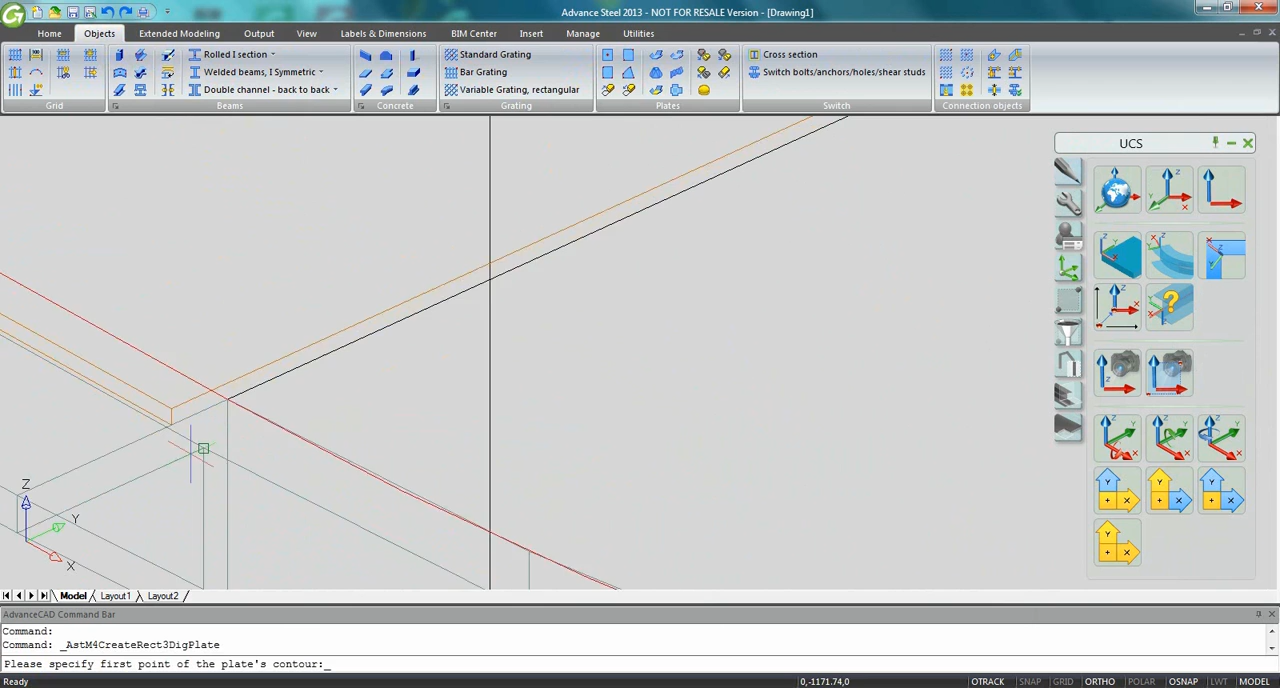 Advance Steel 2013 - NOT FOR RESALE Version - [Drawing1]
Home Objects Extended Modeling Output View Labels & Dimensions BIM Center Insert Manage Utilities
Rolled I section Standard Grating Cross section
Welded beams, I Symmetric Bar Grating Switch bolts/anchors/holes/shear studs
Double channel - back to back Variable Grating, rectangular
Grid Beams Concrete Grating Plates Switch Connection objects
UCS
Z
Y
X
Model Layout1 Layout2
AdvanceCAD Command Bar
Command:
Command: _AstM4CreateRect3DigPlate
Please specify first point of the plate's contour:_
Ready 0,-1171.74,0 OTRACK SNAP GRID ORTHO POLAR OSNAP LWT MODEL